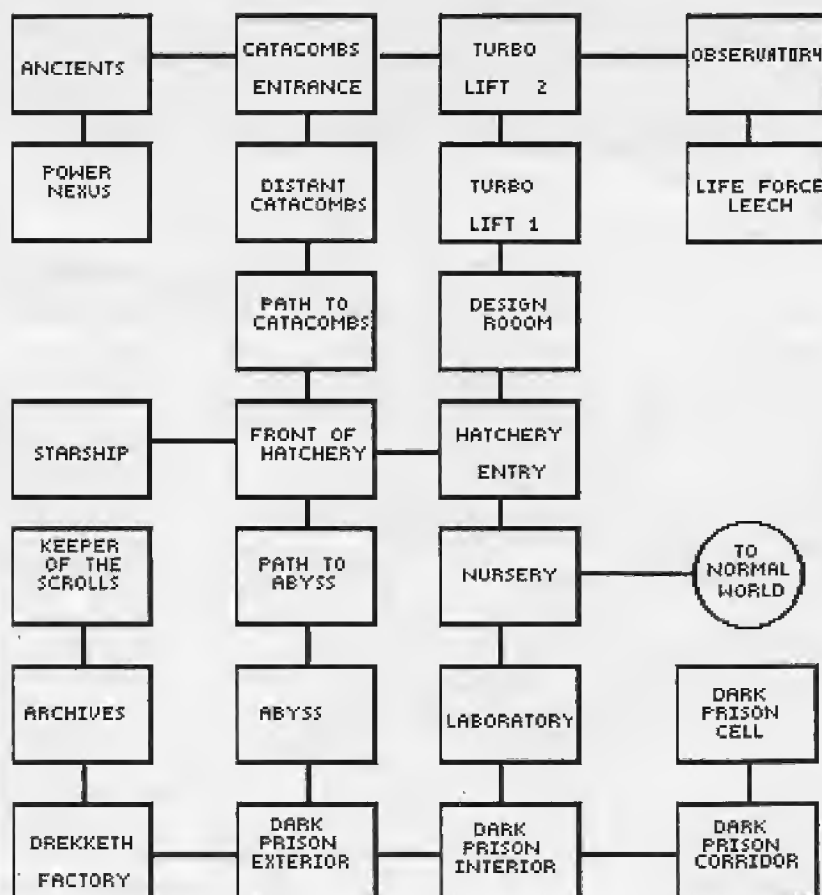 ANCIENTS
CATACOMBS
ENTRANCE
TURBO
LIFT 2
OBSERVATORY
POWER
NEXUS
DISTANT
CATACOMBS
TURBO
LIFT 1
LIFE FORCE
LEECH
PATH TO
CATACOMBS
DESIGN
ROOOM
STARSHIP
FRONT OF
HATCHERY
HATCHERY
ENTRY
KEEPER
OF THE
SCROLLS
PATH TO
ABYSS
NURSERY
TO
NORMAL
WORLD
ARCHIVES
ABYSS
LABORATORY
DARK
PRISON
CELL
DREKKETH
FACTORY
DARK
PRISON
EXTERIOR
DARK
PRISON
INTERIOR
DARK
PRISON
CORRIDOR